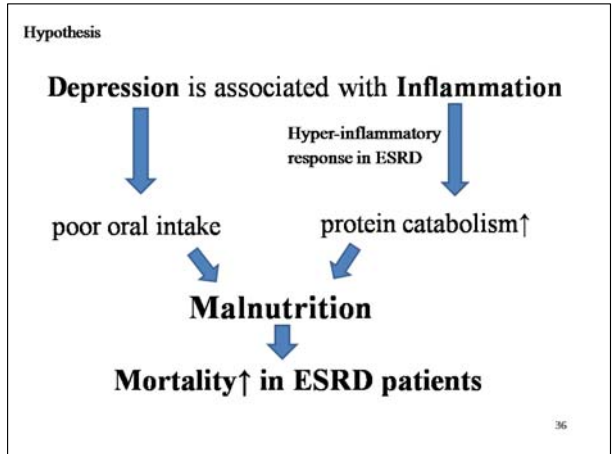 Hypothesis
Depression is associated with Inflammation
Hyper-inflammatory
response in ESRD
poor oral intake
protein catabolism↑
Malnutrition
Mortality↑ in ESRD patients
36